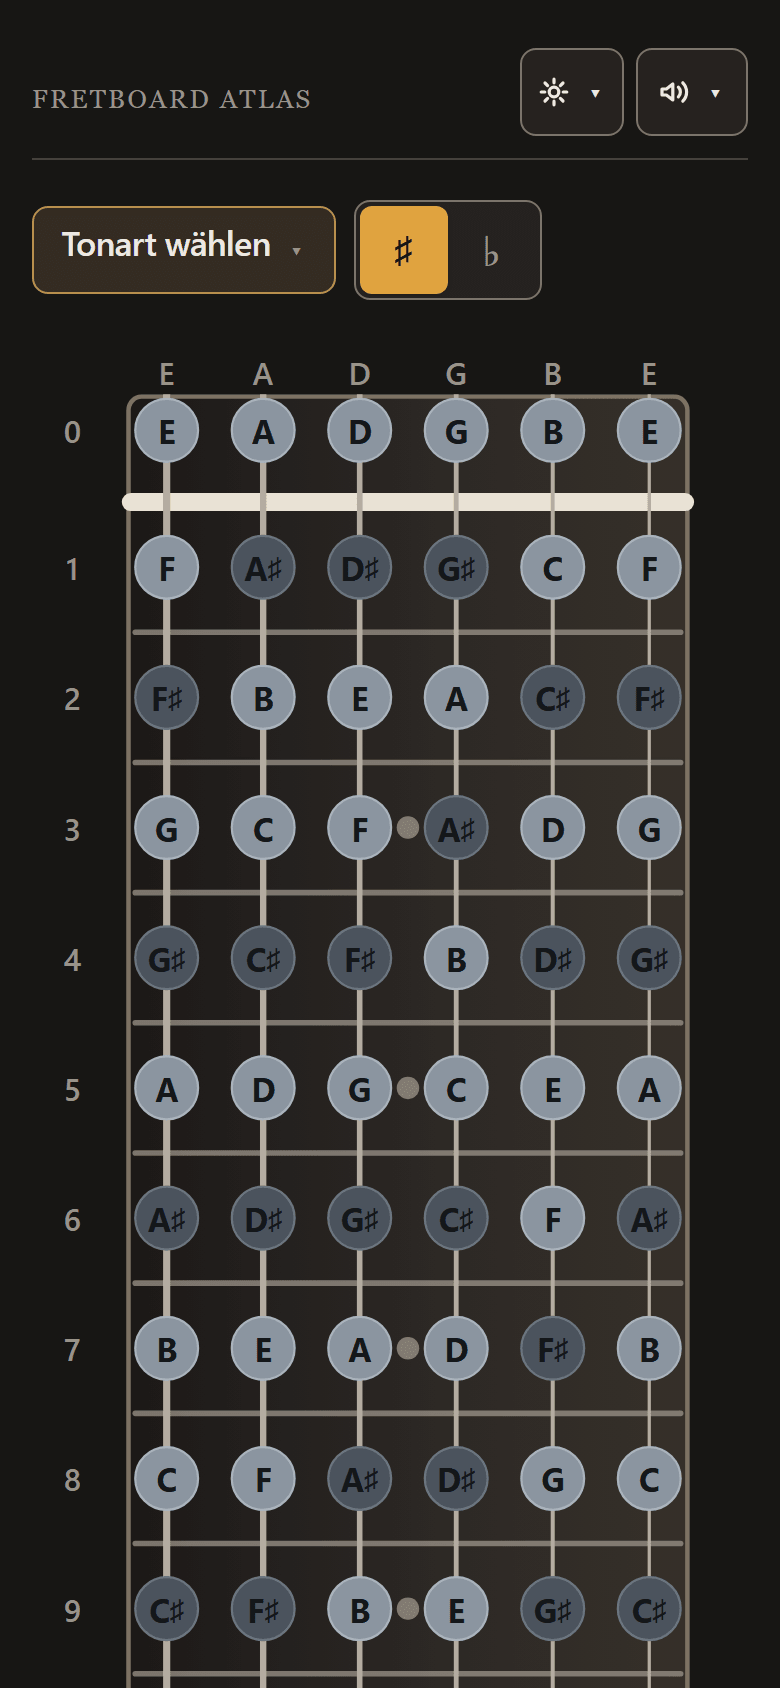 FRETBOARD ATLAS
Tonart wählen ♯ ♭
E A D G B E
0 E A D G B E
1 F A♯ D♯ G♯ C F
2 F♯ B E A C♯ F♯
3 G C F A♯ D G
4 G♯ C♯ F♯ B D♯ G♯
5 A D G C E A
6 A♯ D♯ G♯ C♯ F A♯
7 B E A D F♯ B
8 C F A♯ D♯ G C
9 C♯ F♯ B E G♯ C♯